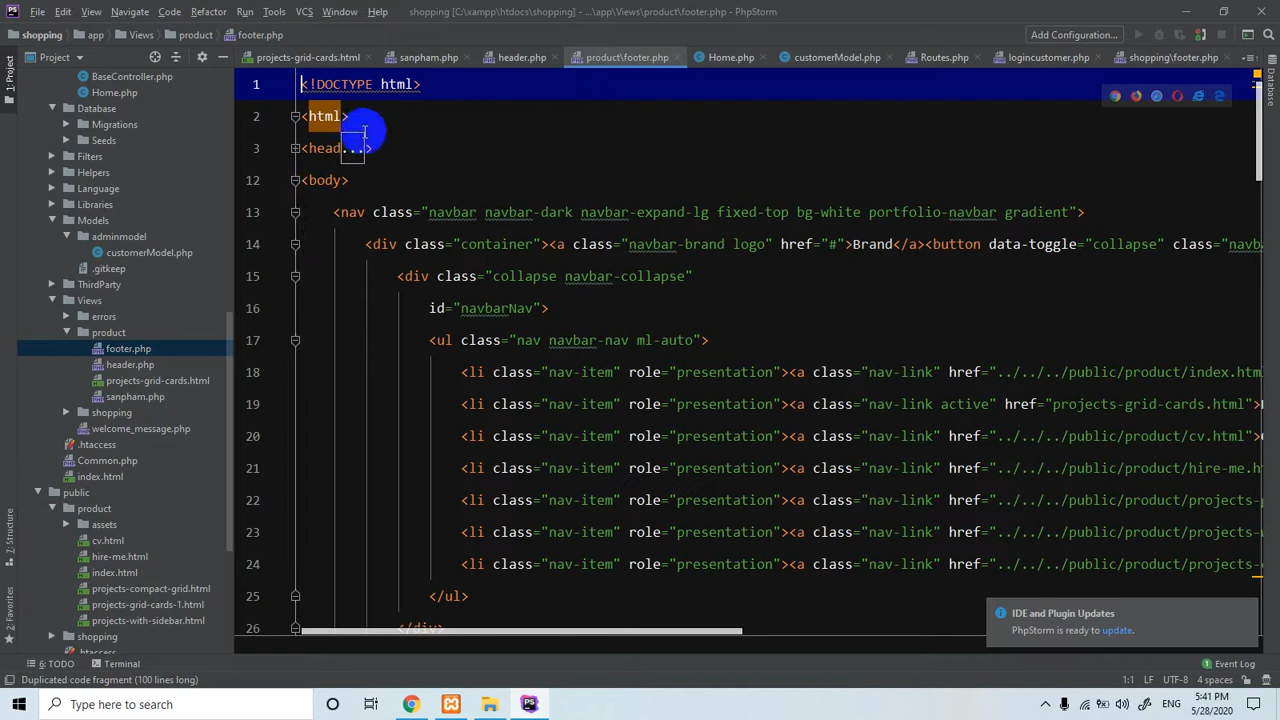 File Edit View Navigate Code Refactor Run Tools VCS Window Help shopping [C:\xampp\htdocs\shopping] - ...\app\Views\product\footer.php - PhpStorm
shopping app Views product footer.php Add Configuration...
Project projects-grid-cards.html sanpham.php header.php product\footer.php Home.php customerModel.php Routes.php logincustomer.php shopping\footer.php
1: Project
Database
BaseController.php
Home.php
Database
Migrations
Seeds
Filters
Helpers
Language
Libraries
Models
adminmodel
customerModel.php
.gitkeep
ThirdParty
Views
errors
product
footer.php
header.php
projects-grid-cards.html
sanpham.php
shopping
welcome_message.php
.htaccess
Common.php
index.html
public
product
assets
cv.html
hire-me.html
index.html
projects-compact-grid.html
projects-grid-cards-1.html
projects-with-sidebar.html
shopping
.htaccess
7: Structure
2: Favorites
1 <!DOCTYPE html>
2 <html>
3 <head...>
12 <body>
13 <nav class="navbar navbar-dark navbar-expand-lg fixed-top bg-white portfolio-navbar gradient">
14 <div class="container"><a class="navbar-brand logo" href="#">Brand</a><button data-toggle="collapse" class="navba
15 <div class="collapse navbar-collapse"
16 id="navbarNav">
17 <ul class="nav navbar-nav ml-auto">
18 <li class="nav-item" role="presentation"><a class="nav-link" href="../../../public/product/index.html
19 <li class="nav-item" role="presentation"><a class="nav-link active" href="projects-grid-cards.html">
20 <li class="nav-item" role="presentation"><a class="nav-link" href="../../../public/product/cv.html">
21 <li class="nav-item" role="presentation"><a class="nav-link" href="../../../public/product/hire-me.h
22 <li class="nav-item" role="presentation"><a class="nav-link" href="../../../public/product/projects-
23 <li class="nav-item" role="presentation"><a class="nav-link" href="../../../public/product/projects-
24 <li class="nav-item" role="presentation"><a class="nav-link" href="../../../public/product/projects-
25 </ul>
26 </div>
IDE and Plugin Updates
PhpStorm is ready to update.
6: TODO Terminal 1 Event Log
Duplicated code fragment (100 lines long) 1:1 LF UTF-8 4 spaces
Type here to search
ENG
5:41 PM
5/28/2020